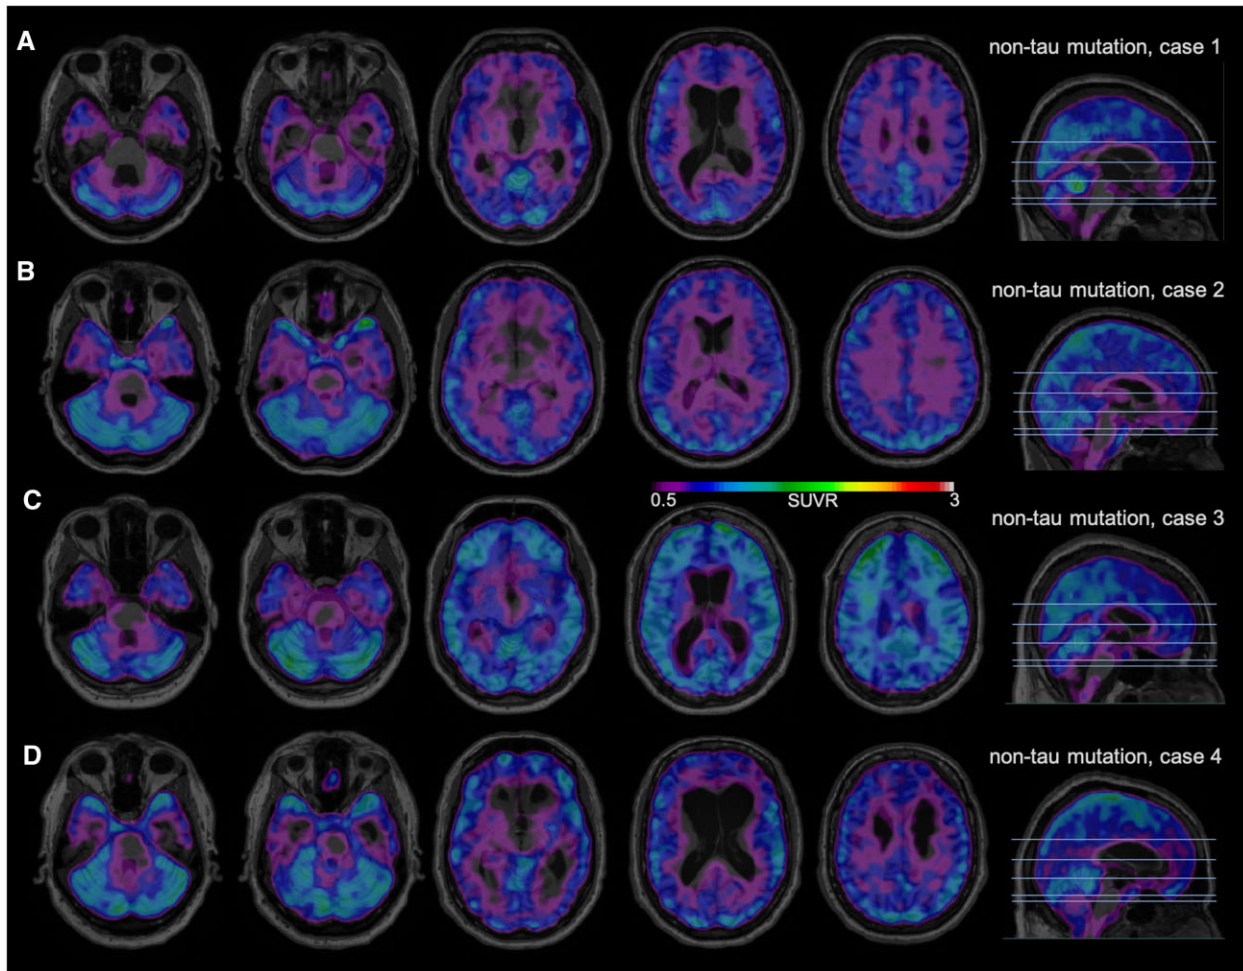 A
non-tau mutation, case 1
B
non-tau mutation, case 2
C
0.5 SUVR 3
non-tau mutation, case 3
D
non-tau mutation, case 4